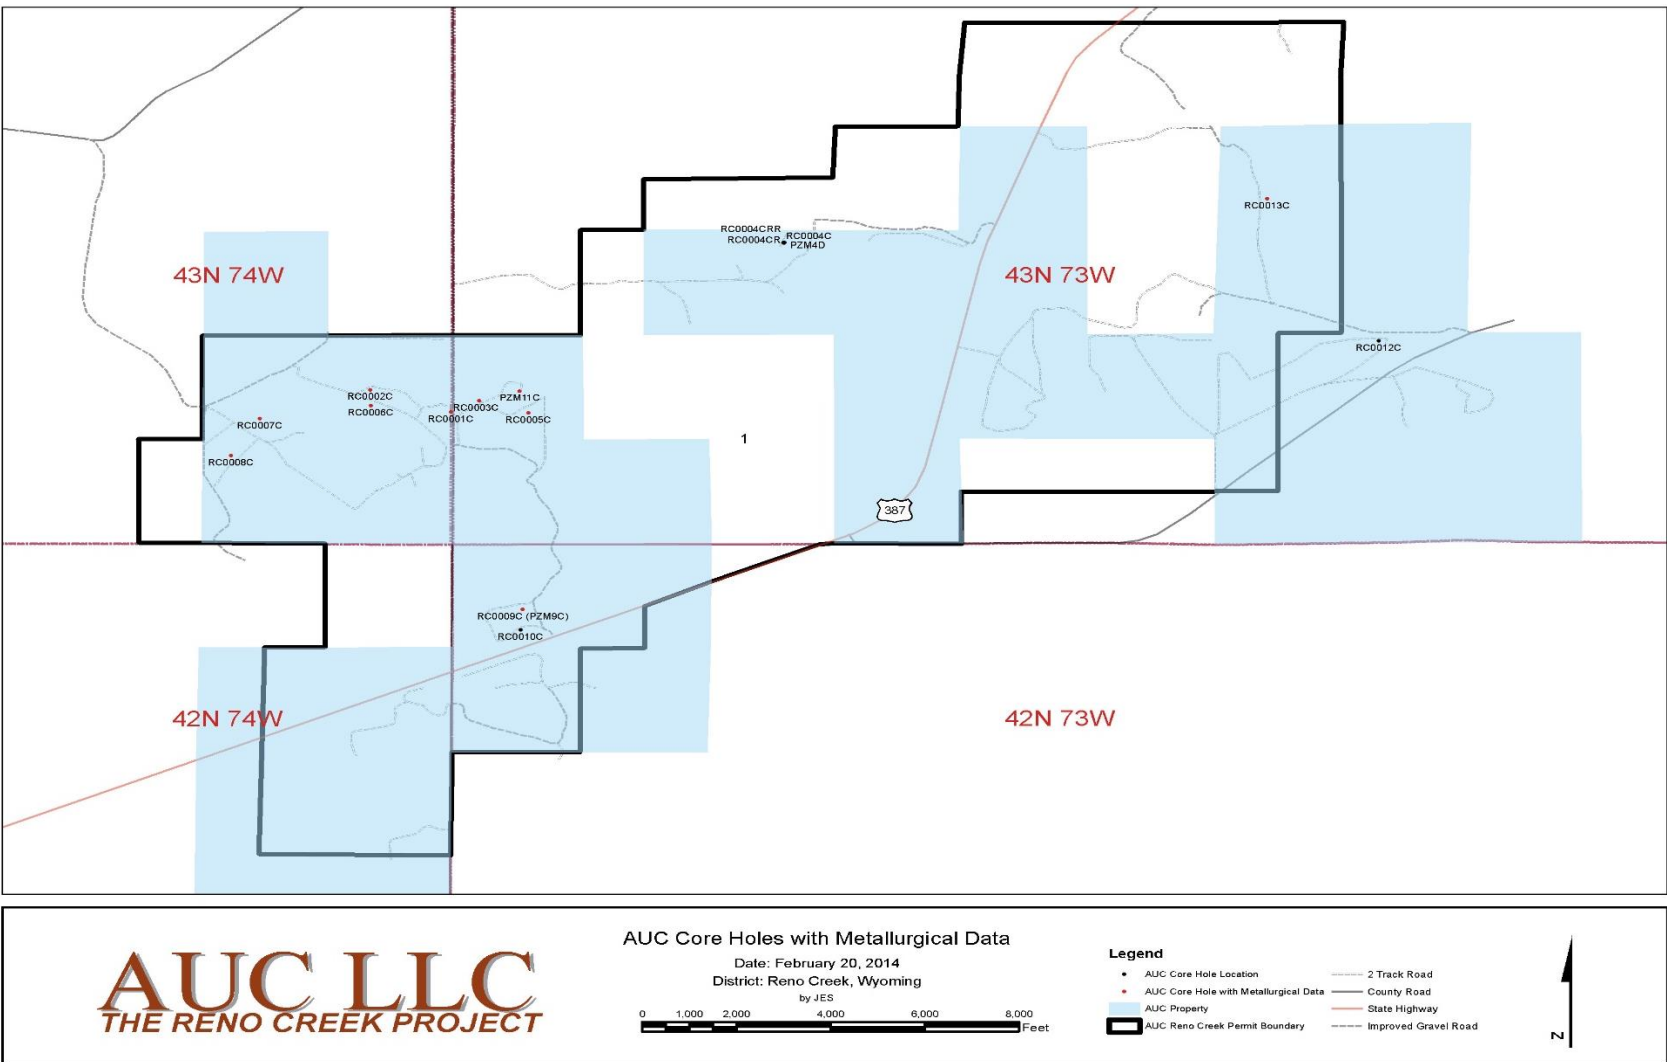 RC0013C
RC0004CRR
RC0004CR
RC0004C
PZM4D
43N 74W
43N 73W
RC0012C
RC0002C
RC0006C
RC0003C
RC0001C
PZM11C
RC0005C
RC0007C
RC0008C
1
387
RC0009C (PZM9C)
RC0010C
42N 74W
42N 73W
AUC LLC
THE RENO CREEK PROJECT
AUC Core Holes with Metallurgical Data
Date: February 20, 2014
District: Reno Creek, Wyoming
by JES
0 1,000 2,000 4,000 6,000 8,000
Feet
Legend
AUC Core Hole Location
AUC Core Hole with Metallurgical Data
AUC Property
AUC Reno Creek Permit Boundary
2 Track Road
County Road
State Highway
Improved Gravel Road
N